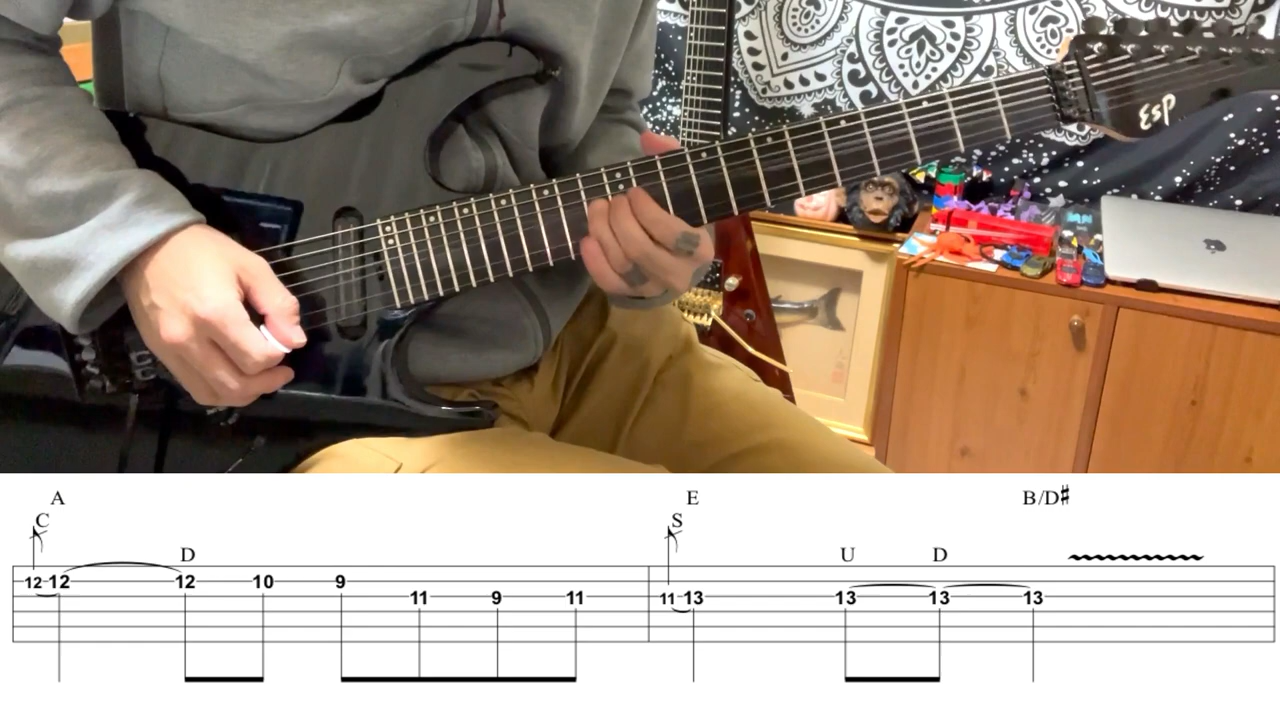 ESP
A E B/D♯
C S
D U D
12 12 12 10 9 11 9 11 11 13 13 13 13